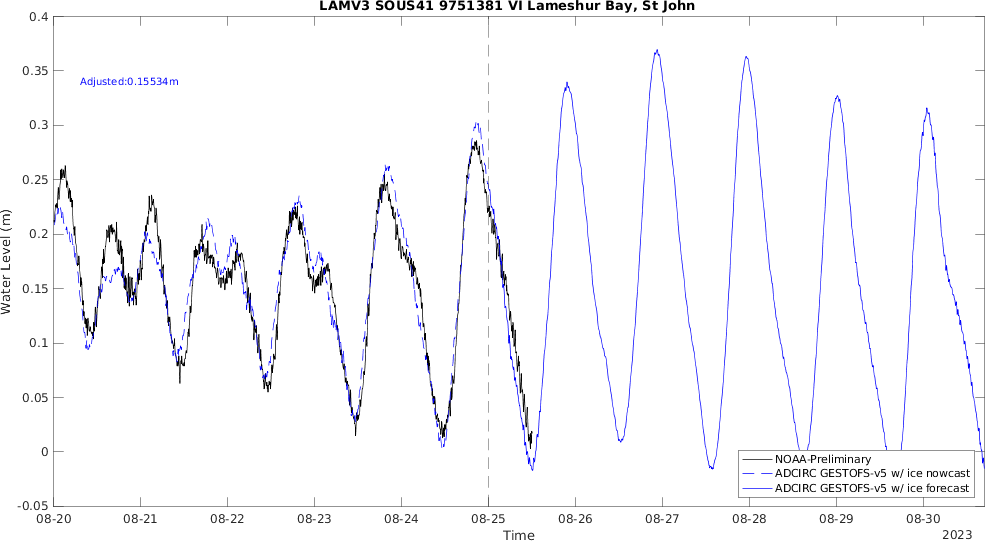 LAMV3 SOUS41 9751381 VI Lameshur Bay, St John
0.4
0.35
0.3
0.25
0.2
0.15
0.1
0.05
0
-0.05
Water Level (m)
Adjusted:0.15534m
NOAA-Preliminary
ADCIRC GESTOFS-v5 w/ ice nowcast
ADCIRC GESTOFS-v5 w/ ice forecast
08-20 08-21 08-22 08-23 08-24 08-25 08-26 08-27 08-28 08-29 08-30
Time
2023